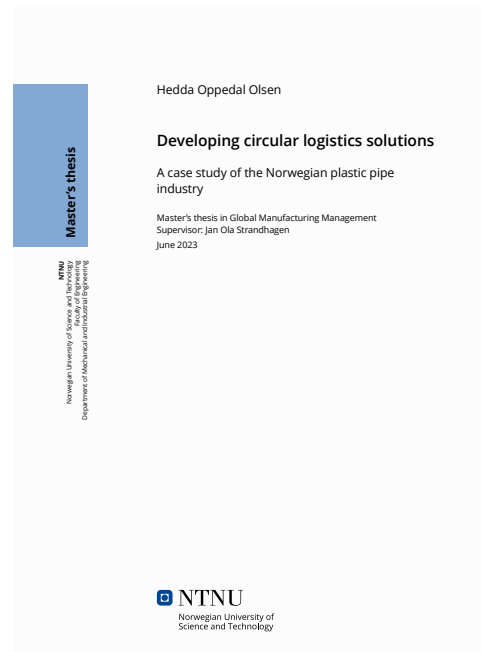 Hedda Oppedal Olsen
Developing circular logistics solutions
A case study of the Norwegian plastic pipe
industry
Master's thesis in Global Manufacturing Management
Supervisor: Jan Ola Strandhagen
June 2023
Master's thesis
NTNU
Norwegian University of Science and Technology
Faculty of Engineering
Department of Mechanical and Industrial Engineering
NTNU
Norwegian University of
Science and Technology